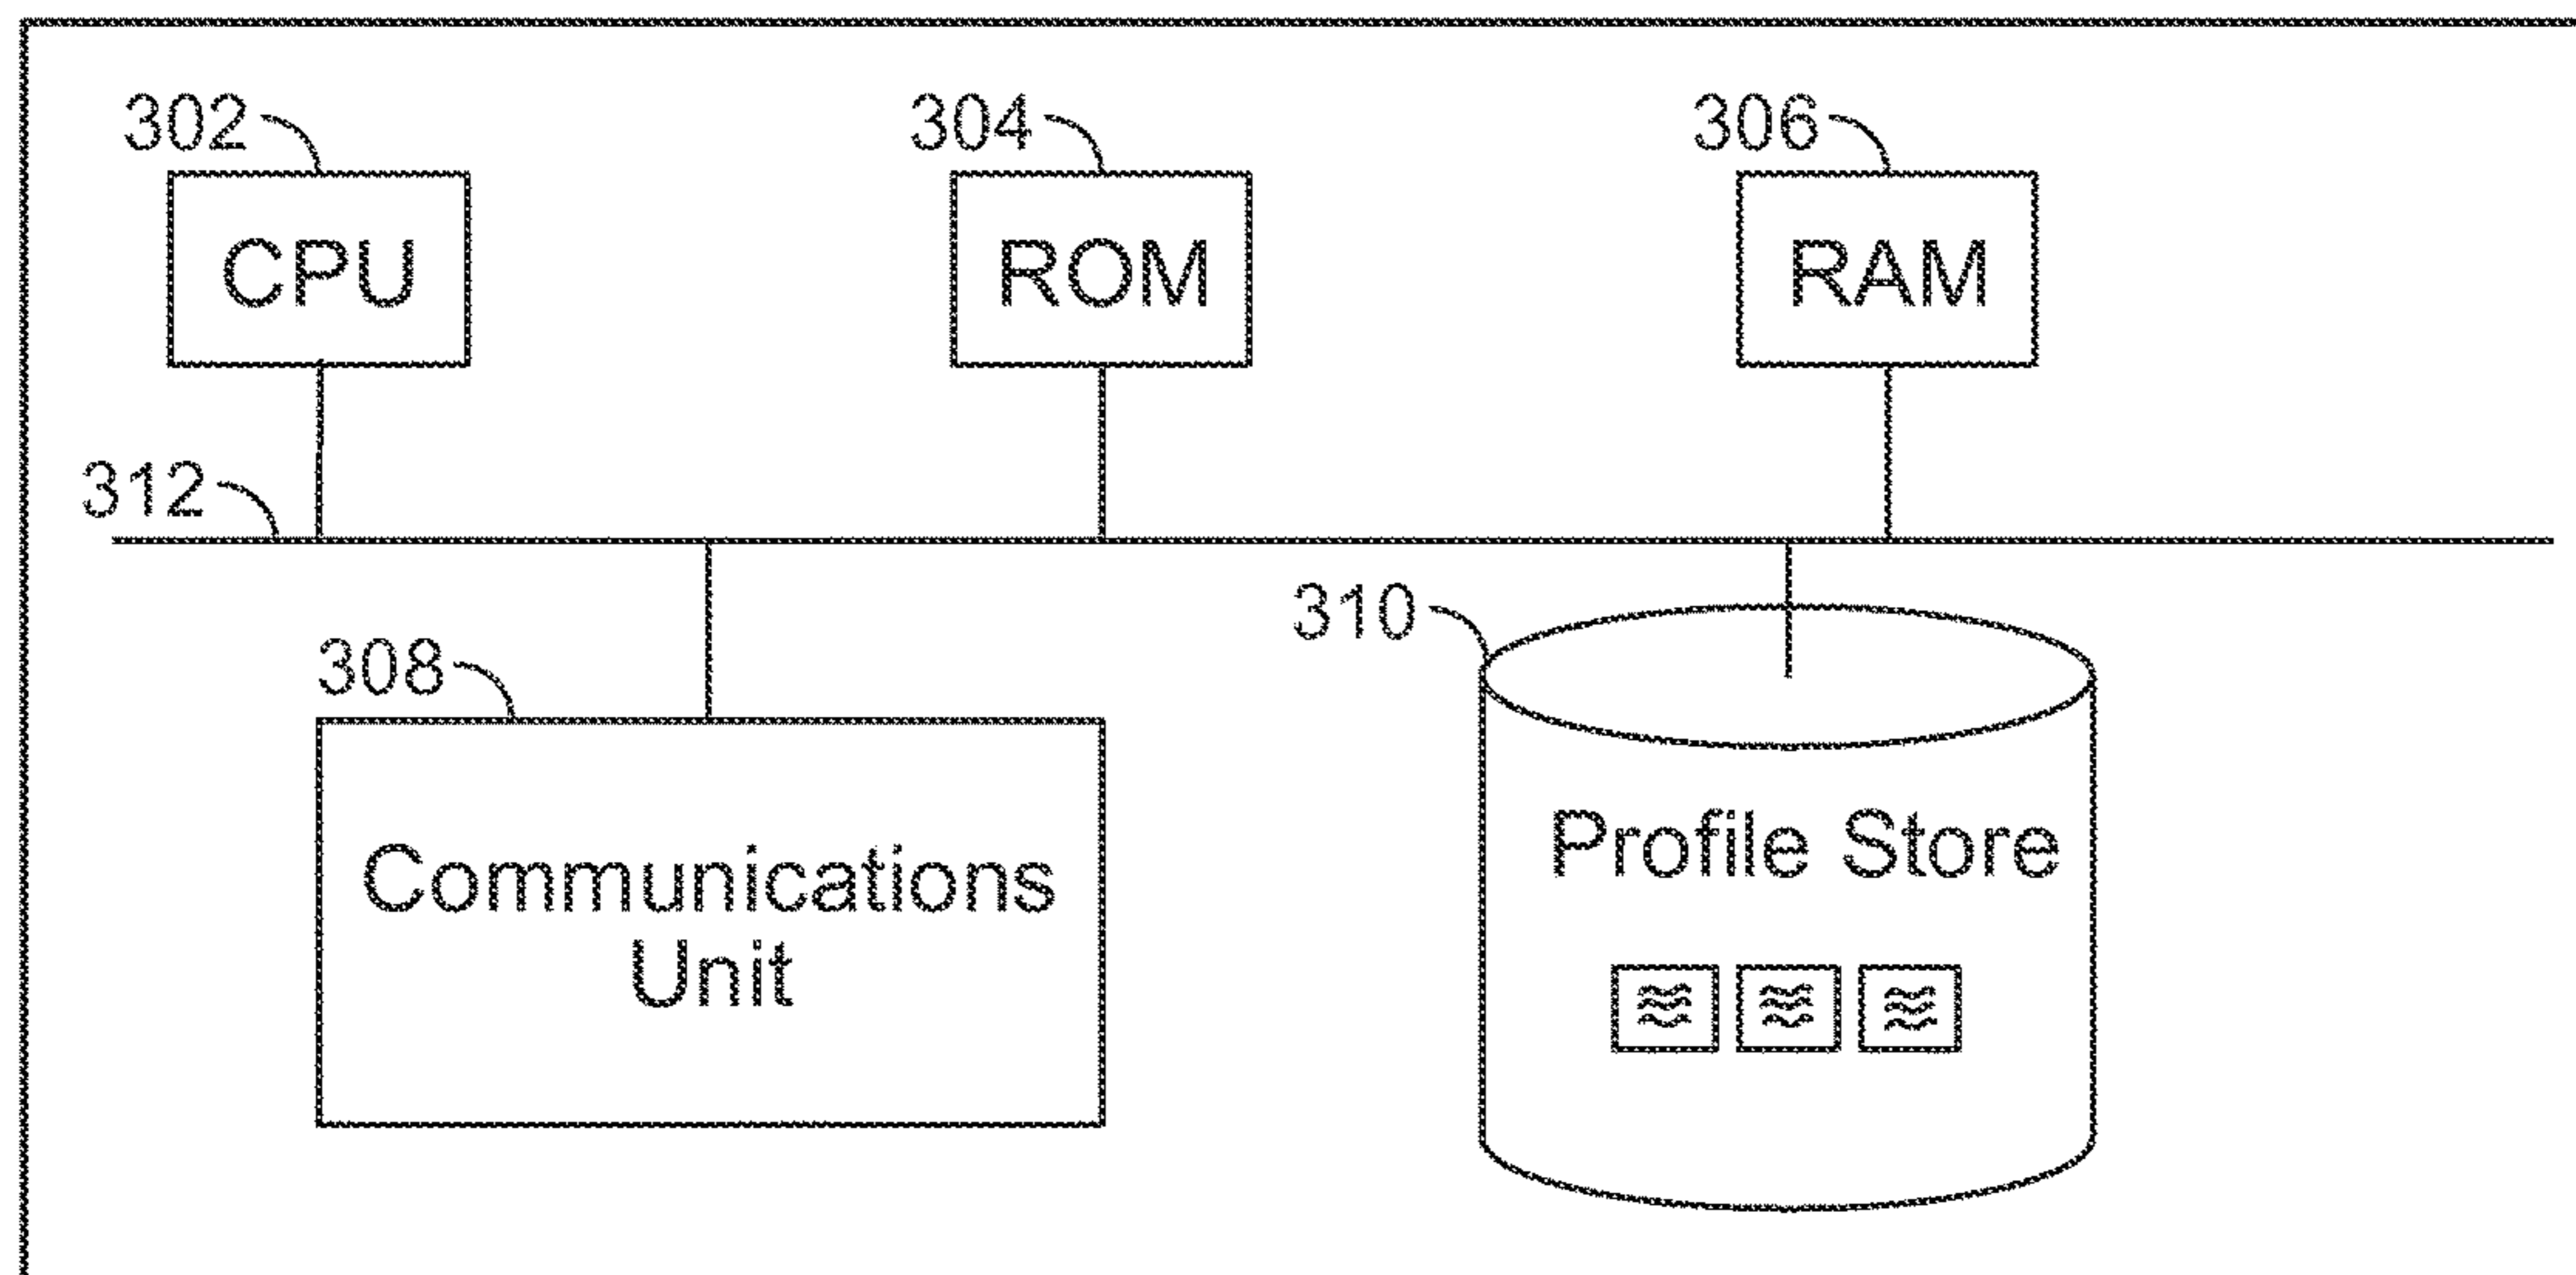 302
304
306
CPU
ROM
RAM
312
310
308
Profile Store
Communications
Unit